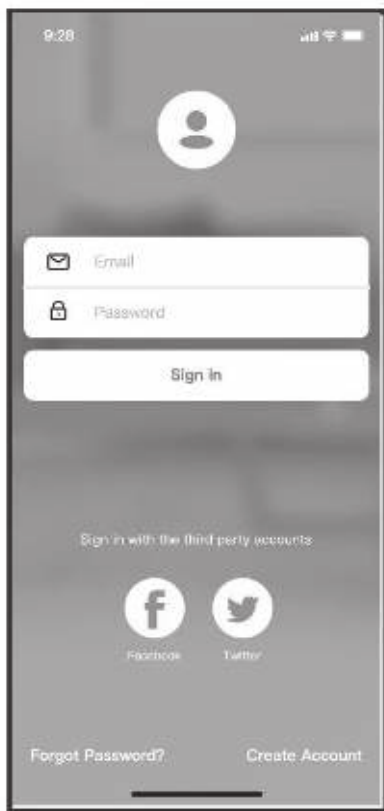 9:28
Email
Password
Sign in
Sign in with the third party accounts
Facebook Twitter
Forgot Password? Create Account